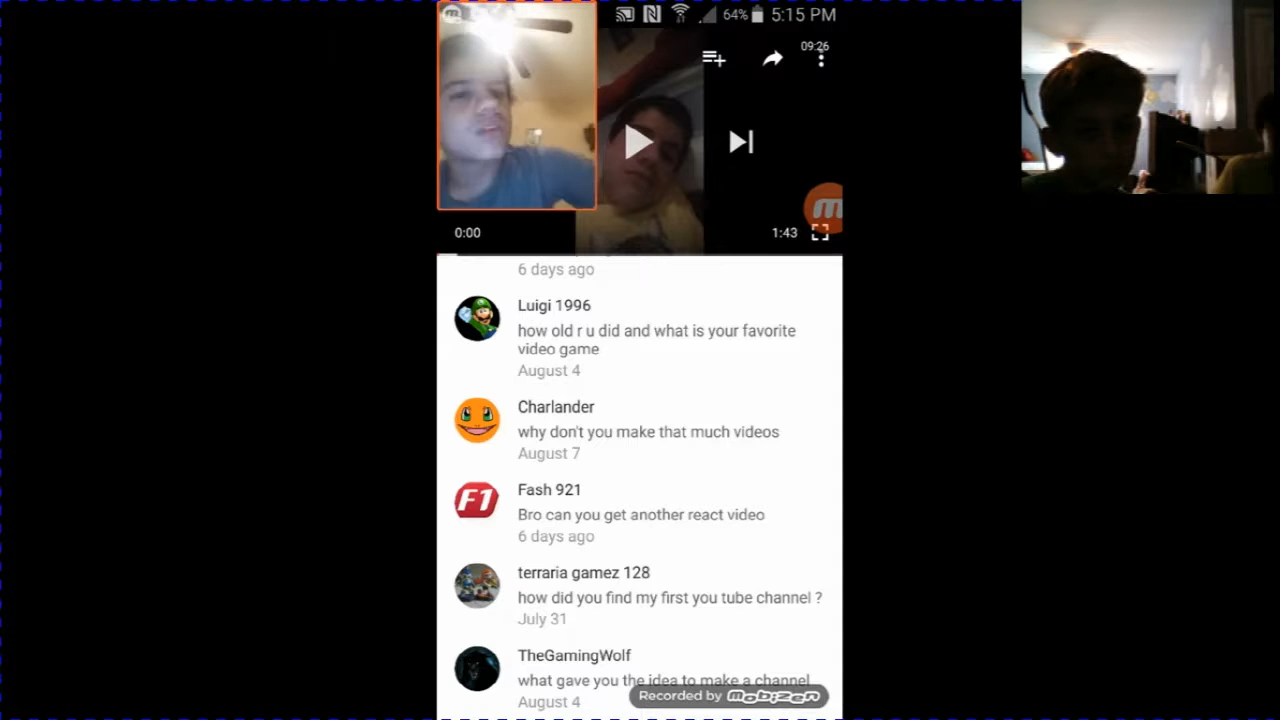 64% 5:15 PM
09:26
0:00
1:43
6 days ago
Luigi 1996
how old r u did and what is your favorite
video game
August 4
Charlander
why don't you make that much videos
August 7
F1
Fash 921
Bro can you get another react video
6 days ago
terraria gamez 128
how did you find my first you tube channel ?
July 31
TheGamingWolf
what gave you the idea to make a channel
August 4
Recorded by mobizen